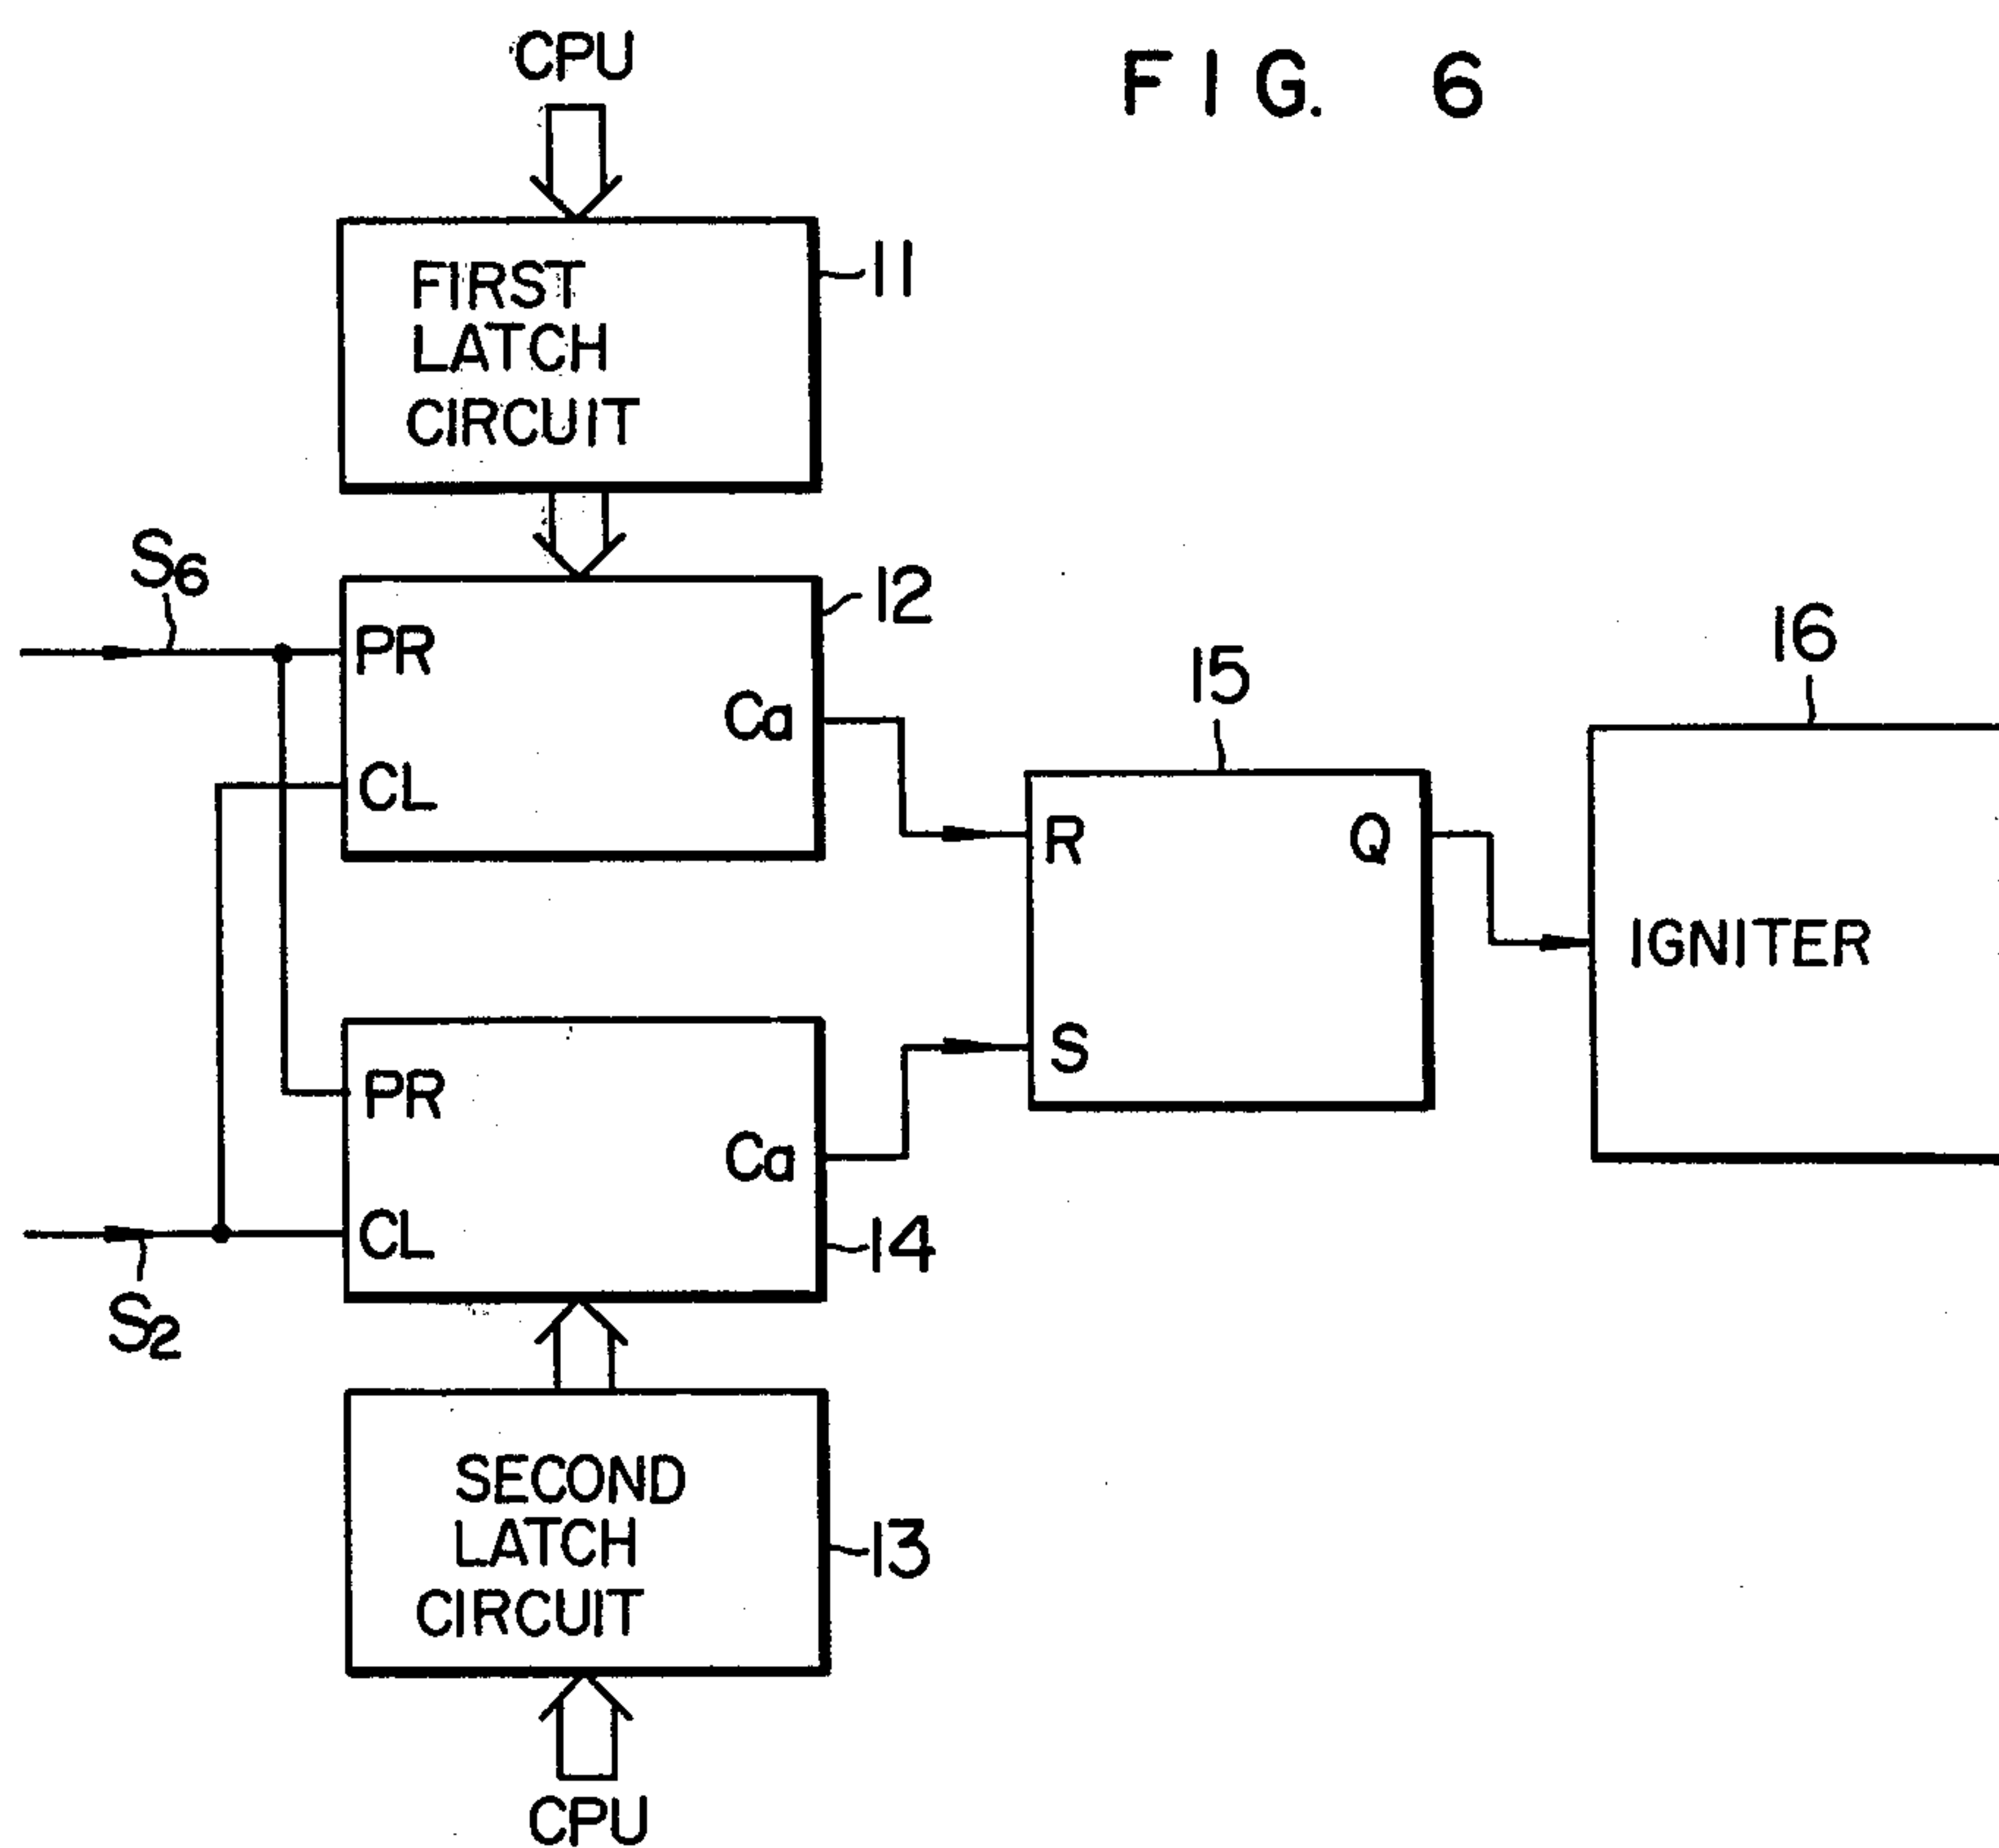 CPU
FIG. 6
FIRST
LATCH
CIRCUIT
11
S6
12
PR
Ca
CL
15
16
R
Q
IGNITER
S
PR
Ca
CL
14
S2
SECOND
LATCH
CIRCUIT
13
CPU